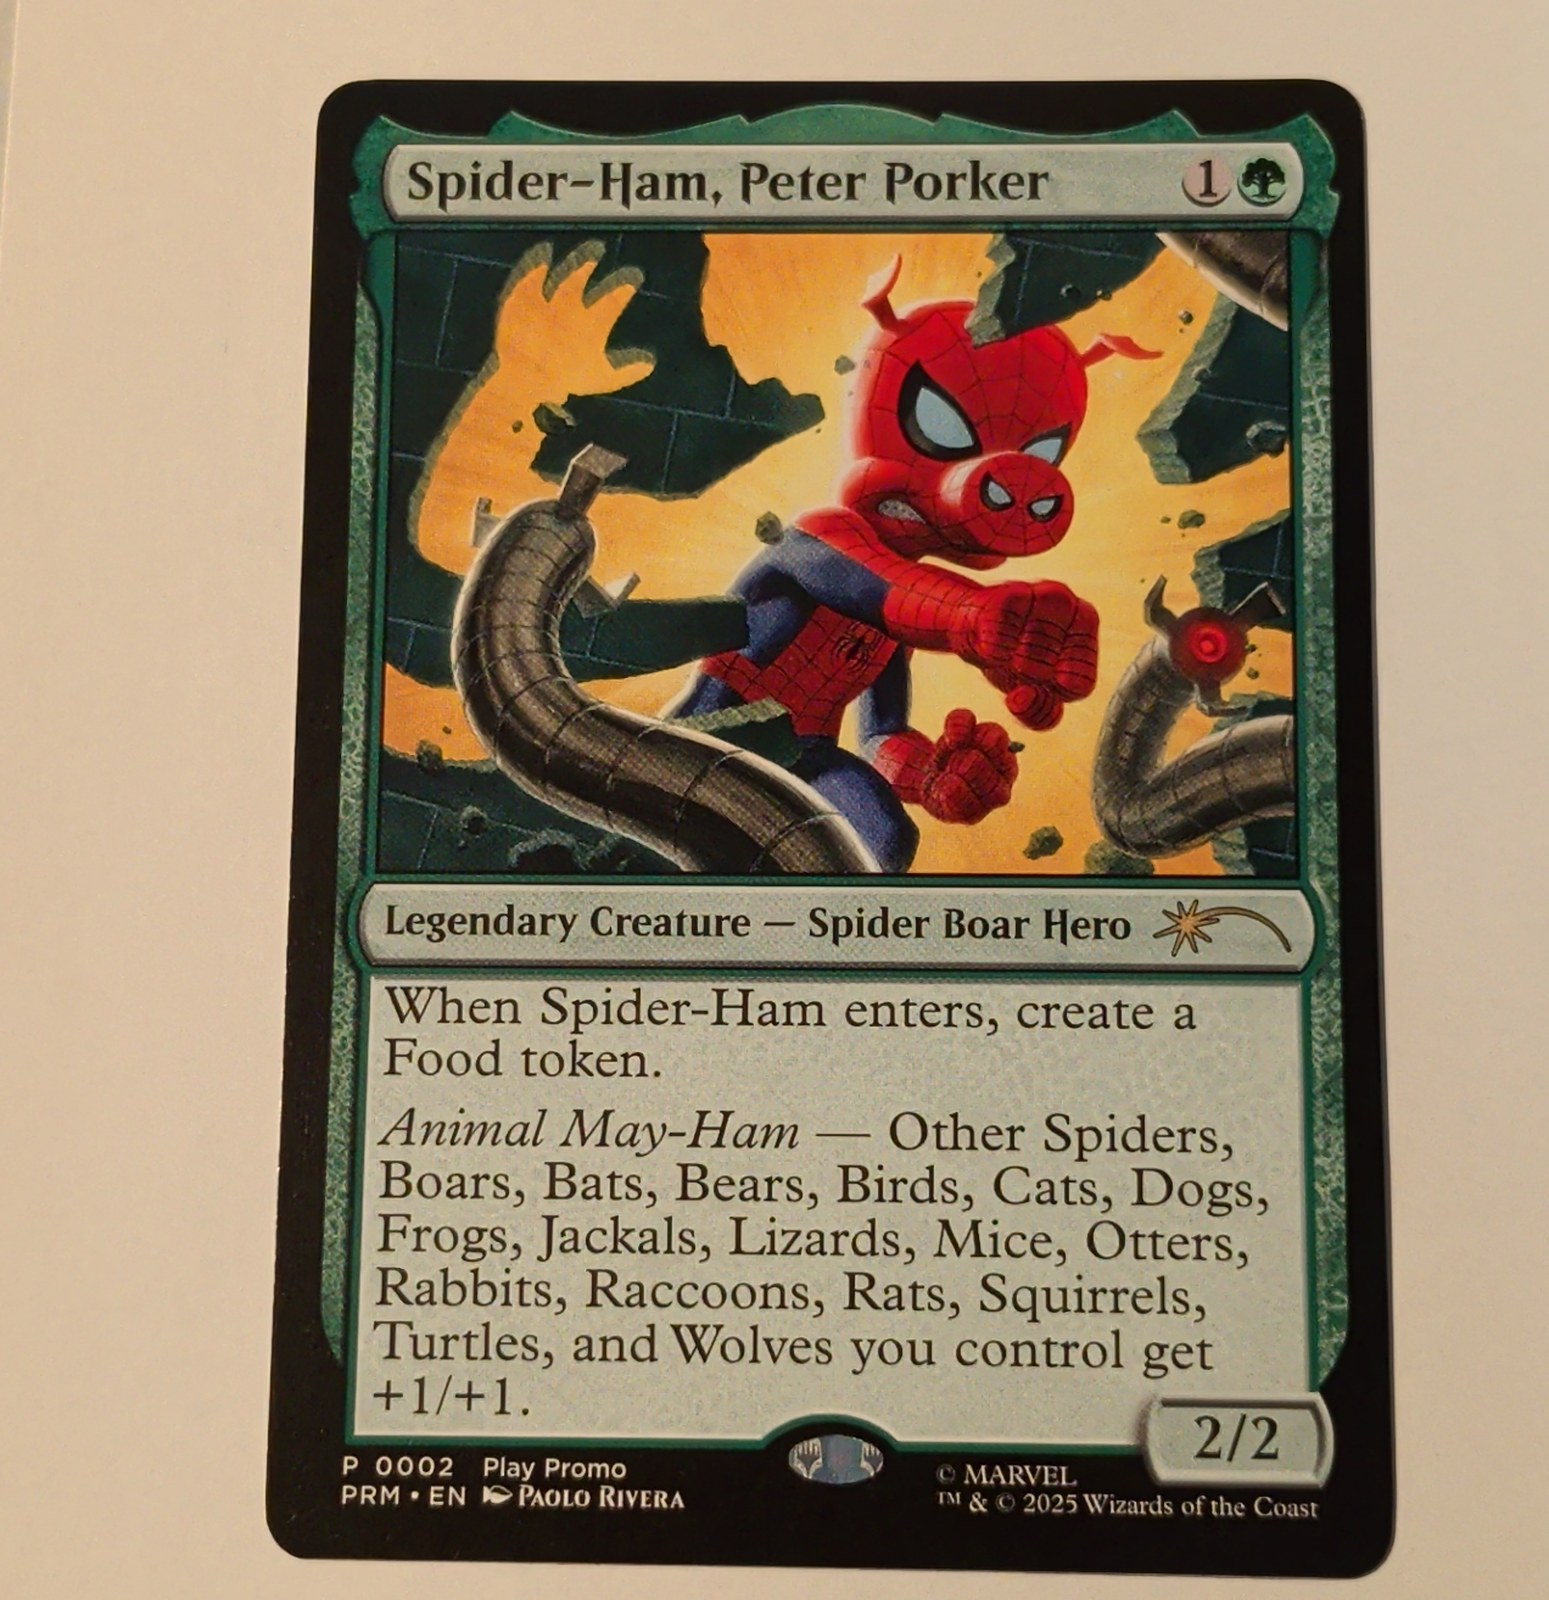 Spider-Ham, Peter Porker 1
Legendary Creature — Spider Boar Hero
When Spider-Ham enters, create a
Food token.
Animal May-Ham — Other Spiders,
Boars, Bats, Bears, Birds, Cats, Dogs,
Frogs, Jackals, Lizards, Mice, Otters,
Rabbits, Raccoons, Rats, Squirrels,
Turtles, and Wolves you control get
+1/+1.
2/2
P 0002 Play Promo
PRM • EN PAOLO RIVERA
© MARVEL
™ & © 2025 Wizards of the Coast